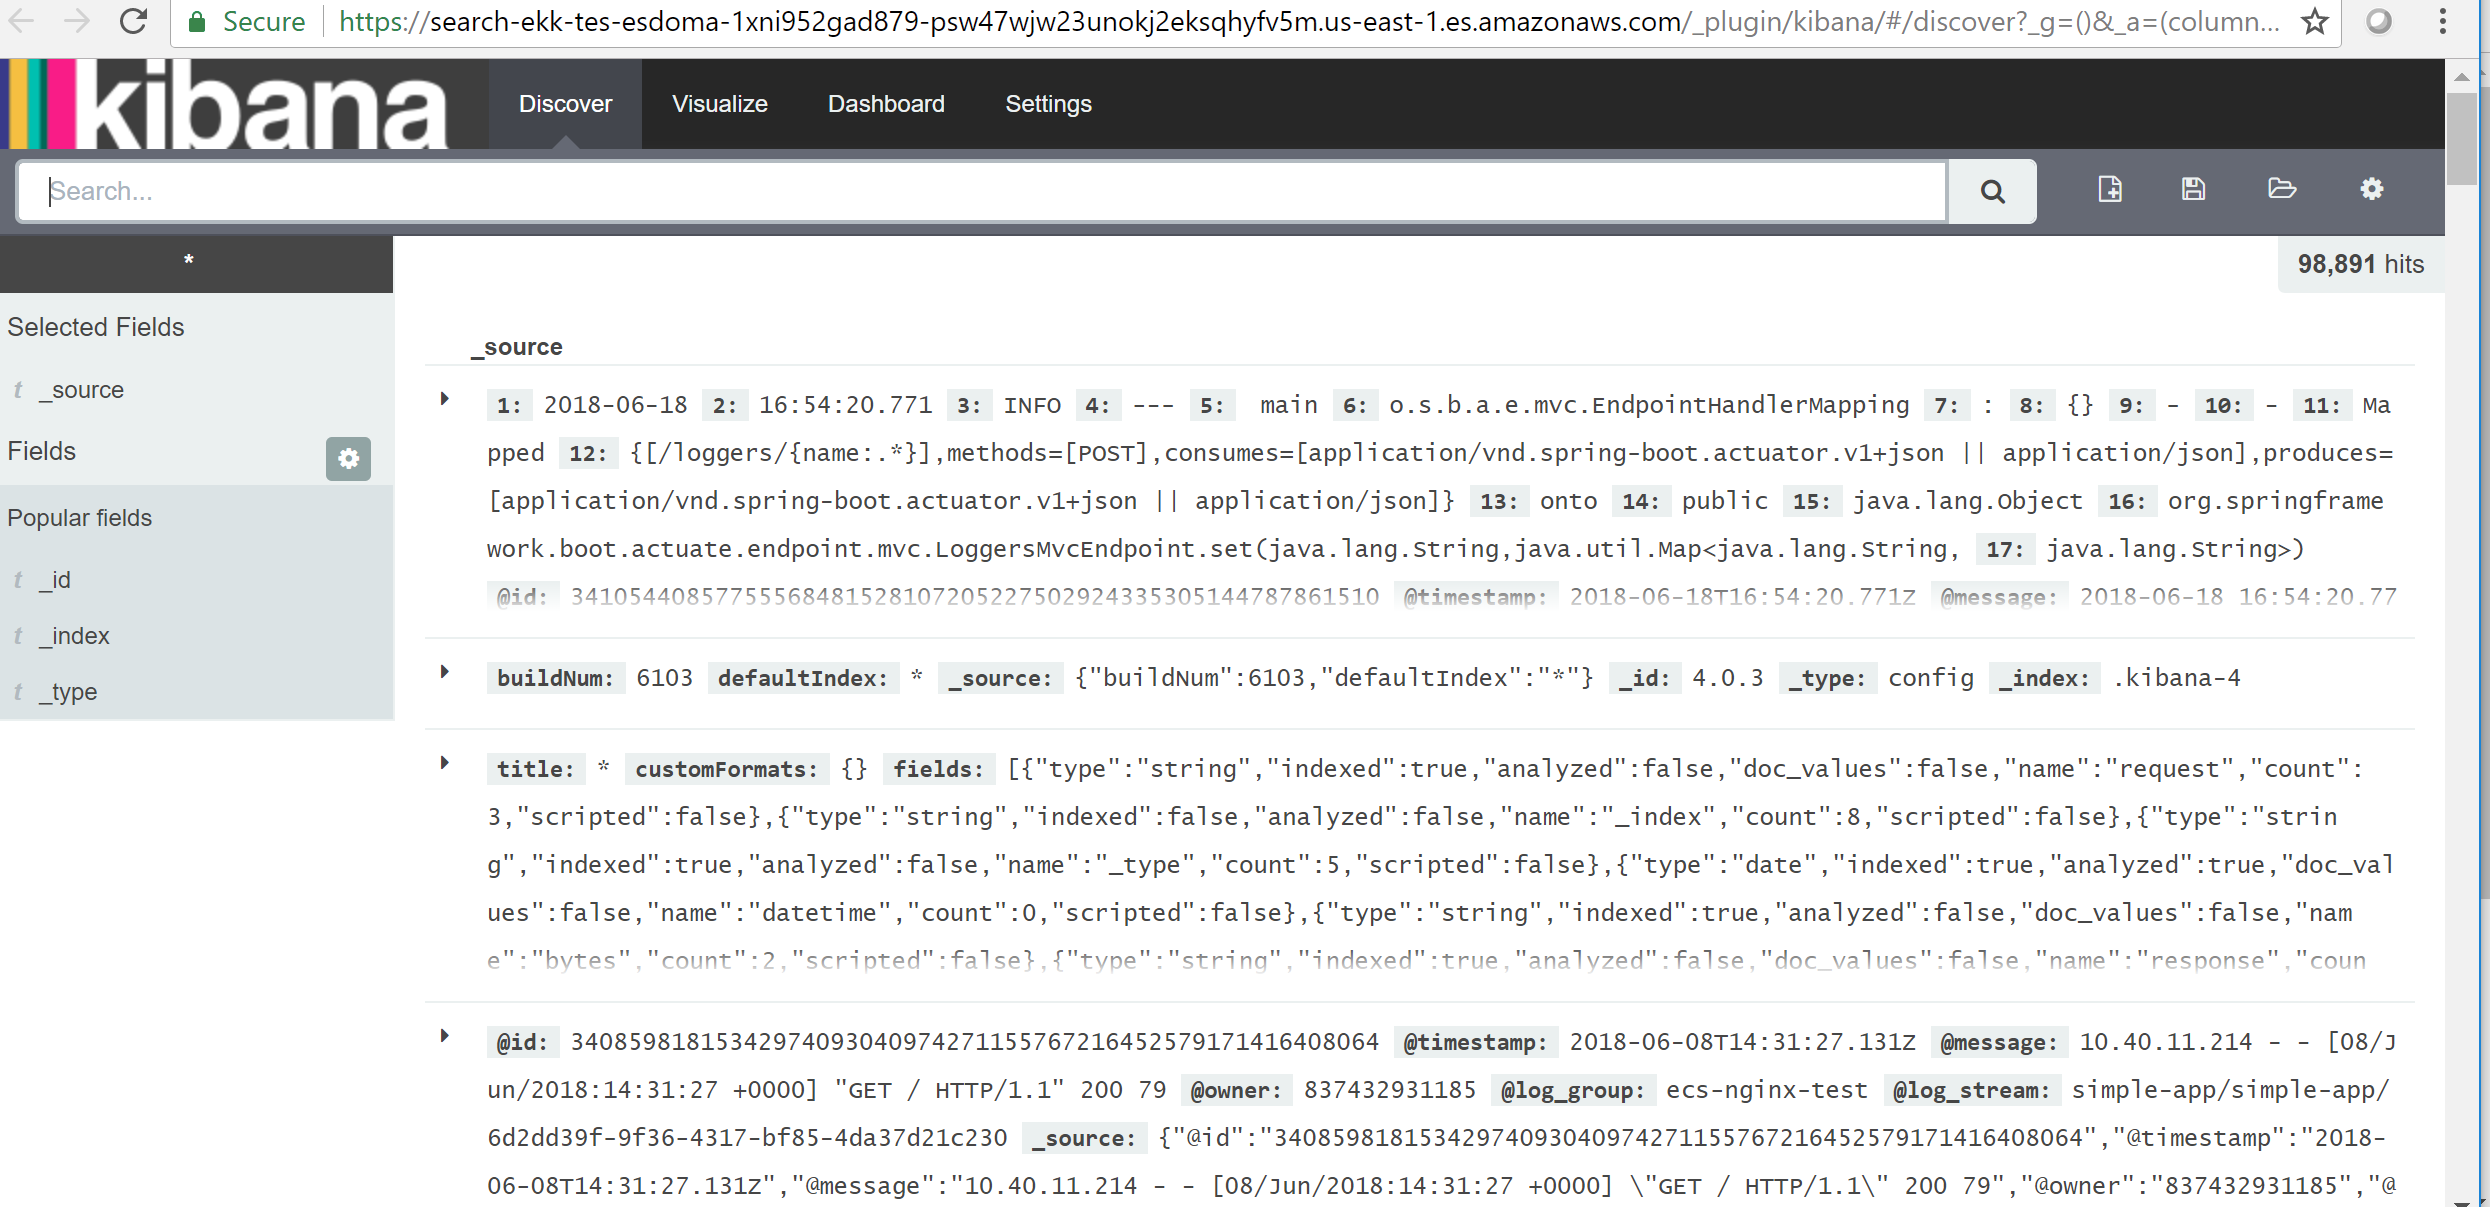 Secure https://search-ekk-tes-esdoma-1xni952gad879-psw47wjw23unokj2eksqhyfv5m.us-east-1.es.amazonaws.com/_plugin/kibana/#/discover?_g=()&_a=(column...
kibana Discover Visualize Dashboard Settings
Search...
*
98,891 hits
Selected Fields
t _source
Fields
Popular fields
t _id
t _index
t _type
_source
1: 2018-06-18 2: 16:54:20.771 3: INFO 4: --- 5: main 6: o.s.b.a.e.mvc.EndpointHandlerMapping 7: : 8: {} 9: - 10: - 11: Ma
pped 12: {[/loggers/{name:.*}],methods=[POST],consumes=[application/vnd.spring-boot.actuator.v1+json || application/json],produces=
[application/vnd.spring-boot.actuator.v1+json || application/json]} 13: onto 14: public 15: java.lang.Object 16: org.springframe
work.boot.actuate.endpoint.mvc.LoggersMvcEndpoint.set(java.lang.String,java.util.Map<java.lang.String, 17: java.lang.String>)
@id: 34105440857755568481528107205227502924335305144787861510 @timestamp: 2018-06-18T16:54:20.771Z @message: 2018-06-18 16:54:20.77
buildNum: 6103 defaultIndex: * _source: {"buildNum":6103,"defaultIndex":"*"} _id: 4.0.3 _type: config _index: .kibana-4
title: * customFormats: {} fields: [{"type":"string","indexed":true,"analyzed":false,"doc_values":false,"name":"request","count":
3,"scripted":false},{"type":"string","indexed":false,"analyzed":false,"name":"_index","count":8,"scripted":false},{"type":"strin
g","indexed":true,"analyzed":false,"name":"_type","count":5,"scripted":false},{"type":"date","indexed":true,"analyzed":true,"doc_val
ues":false,"name":"datetime","count":0,"scripted":false},{"type":"string","indexed":true,"analyzed":false,"doc_values":false,"nam
e":"bytes","count":2,"scripted":false},{"type":"string","indexed":true,"analyzed":false,"doc_values":false,"name":"response","coun
@id: 34085981815342974093040974271155767216452579171416408064 @timestamp: 2018-06-08T14:31:27.131Z @message: 10.40.11.214 - - [08/J
un/2018:14:31:27 +0000] "GET / HTTP/1.1" 200 79 @owner: 837432931185 @log_group: ecs-nginx-test @log_stream: simple-app/simple-app/
6d2dd39f-9f36-4317-bf85-4da37d21c230 _source: {"@id":"34085981815342974093040974271155767216452579171416408064","@timestamp":"2018-
06-08T14:31:27.131Z","@message":"10.40.11.214 - - [08/Jun/2018:14:31:27 +0000] \"GET / HTTP/1.1\" 200 79","@owner":"837432931185","@